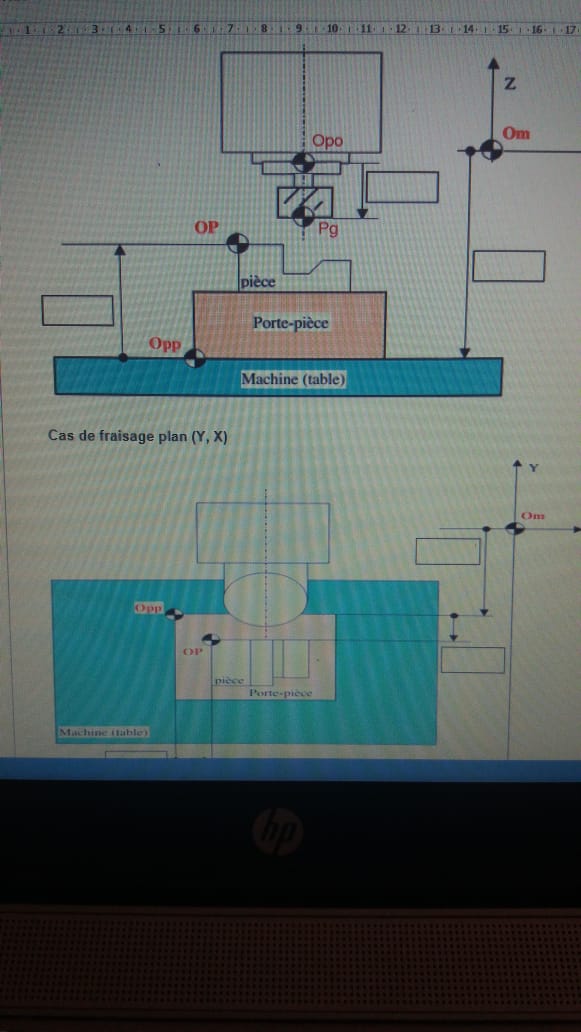 1 2 3 4 5 6 7 8 9 10 11 12 13 14 15 16 17
Z
Om
Opo
Pg
OP
pièce
Porte-pièce
Opp
Machine (table)
Cas de fraisage plan (Y, X)
Y
Om
Opp
OP
pièce
Porte-pièce
Machine (table)
hp